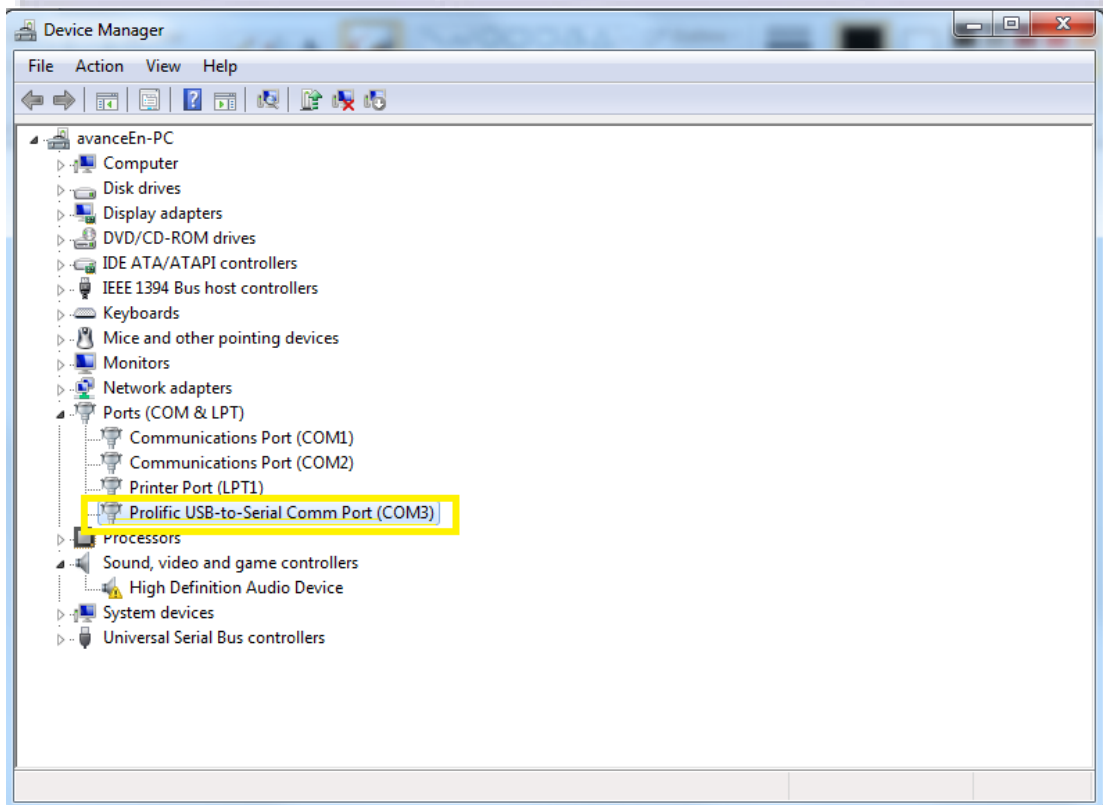 Device Manager
File Action View Help
avanceEn-PC
Computer
Disk drives
Display adapters
DVD/CD-ROM drives
IDE ATA/ATAPI controllers
IEEE 1394 Bus host controllers
Keyboards
Mice and other pointing devices
Monitors
Network adapters
Ports (COM & LPT)
Communications Port (COM1)
Communications Port (COM2)
Printer Port (LPT1)
Prolific USB-to-Serial Comm Port (COM3)
Processors
Sound, video and game controllers
High Definition Audio Device
System devices
Universal Serial Bus controllers